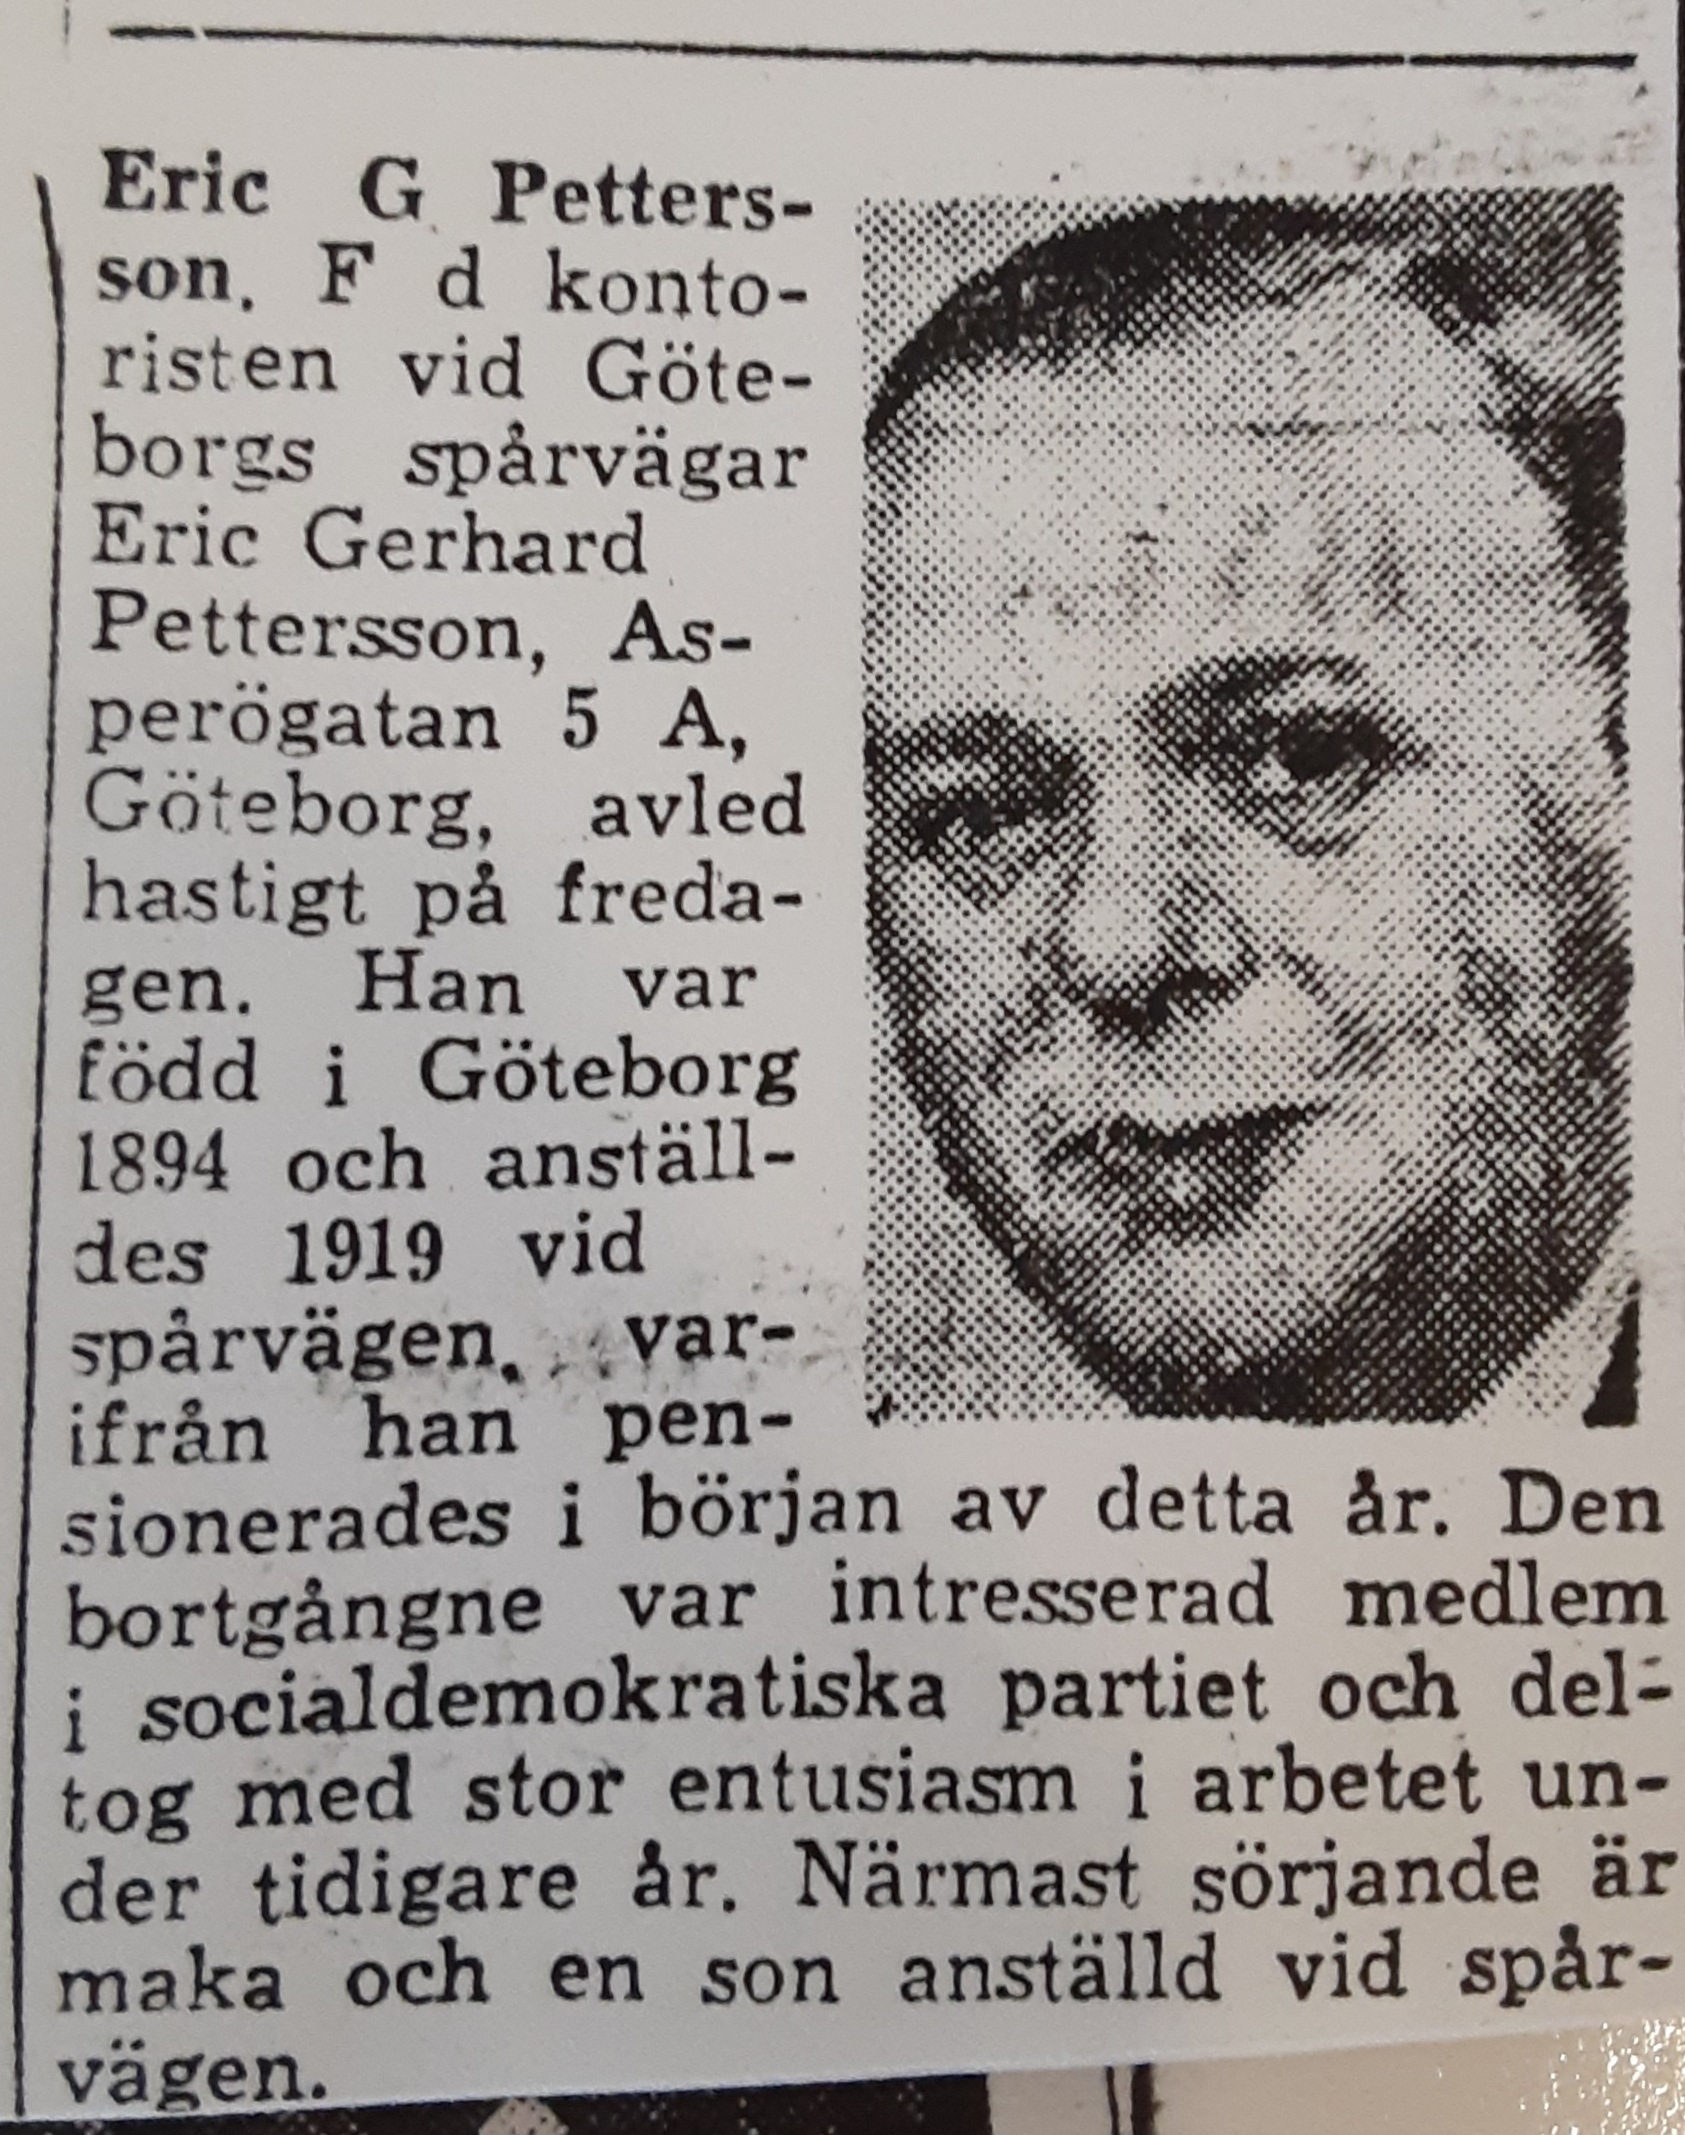 Eric G Petters-
son. F d konto-
risten vid Göte-
borgs spårvägar
Eric Gerhard
Pettersson, As-
perögatan 5 A,
Göteborg, avled
hastigt på freda-
gen. Han var
född i Göteborg
1894 och anställ-
des 1919 vid
spårvägen, var-
ifrån han pen-
sionerades i början av detta år. Den
bortgångne var intresserad medlem
i socialdemokratiska partiet och del-
tog med stor entusiasm i arbetet un-
der tidigare år. Närmast sörjande är
maka och en son anställd vid spår-
vägen.